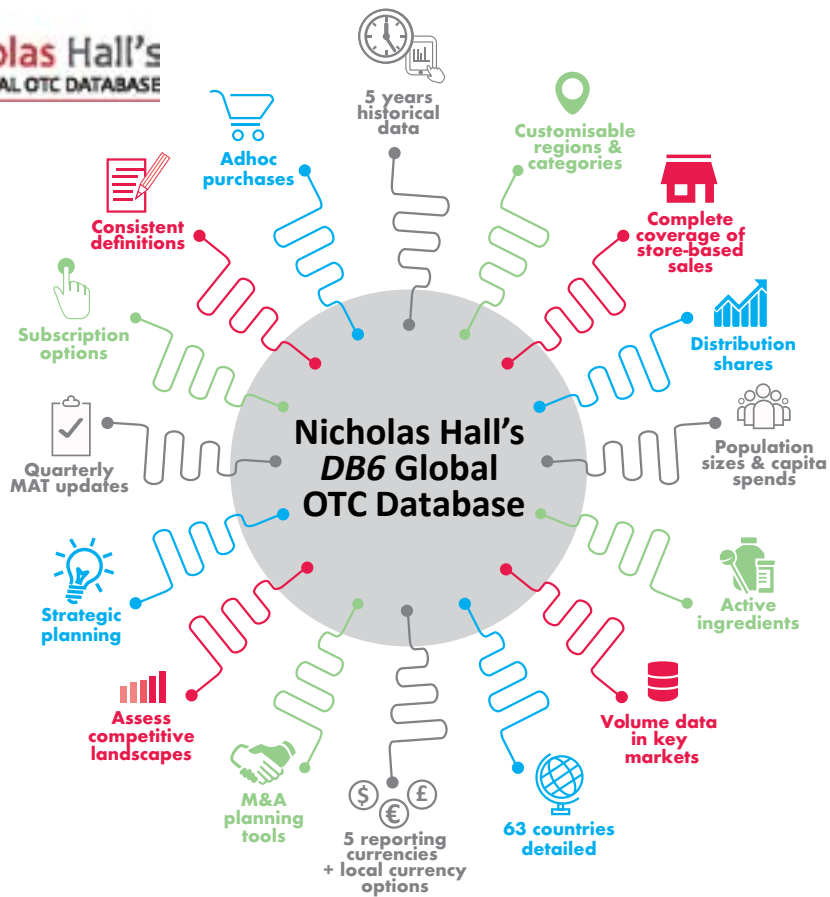 olas Hall's
AL OTC DATABASE
5 years
historical
data
Customisable
regions &
categories
Complete
coverage of
store-based
sales
Distribution
shares
Population
sizes & capita
spends
Active
ingredients
Volume data
in key
markets
63 countries
detailed
$ € £
5 reporting
currencies
+ local currency
options
M&A
planning
tools
Assess
competitive
landscapes
Strategic
planning
Quarterly
MAT updates
Subscription
options
Consistent
definitions
Adhoc
purchases
Nicholas Hall's
DB6 Global
OTC Database